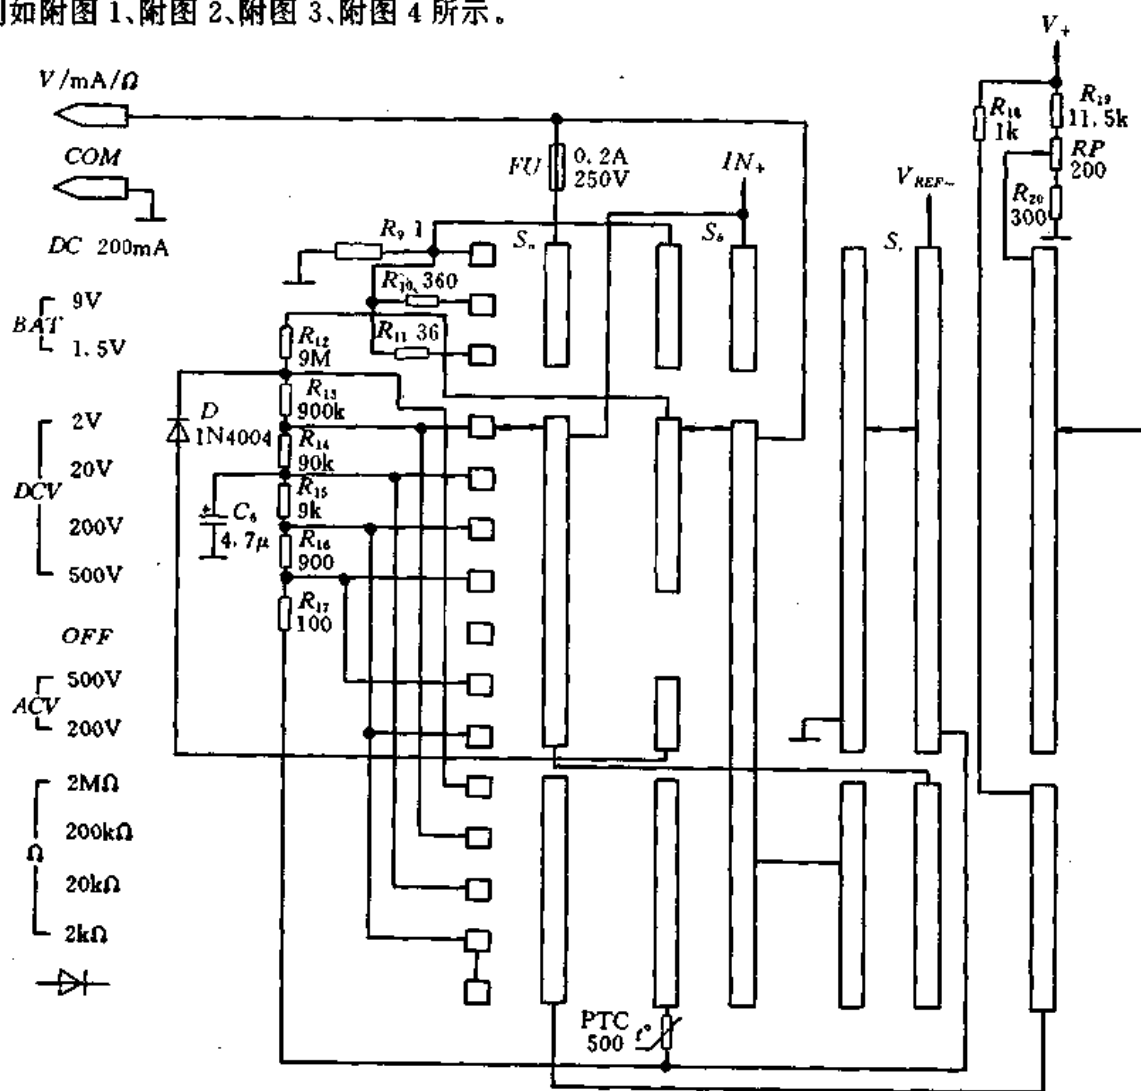 如附图 1、附图 2、附图 3、附图 4 所示。
V/mA/Ω
COM
DC 200mA
BAT
9V
1.5V
DCV
2V
20V
200V
500V
OFF
ACV
500V
200V
Ω
2MΩ
200kΩ
20kΩ
2kΩ
R₉ 1
R₁₀ 360
R₁₁ 36
R₁₂
9M
R₁₃
900k
R₁₄
90k
R₁₅
9k
R₁₆
900
R₁₇
100
D
1N4004
C₆
4.7μ
FU
0.2A
250V
Sₐ
IN₊
S_b
V_REF-
V₊
R₁₈
1k
R₁₉
11.5k
RP
200
R₂₀
300
PTC
500
t°